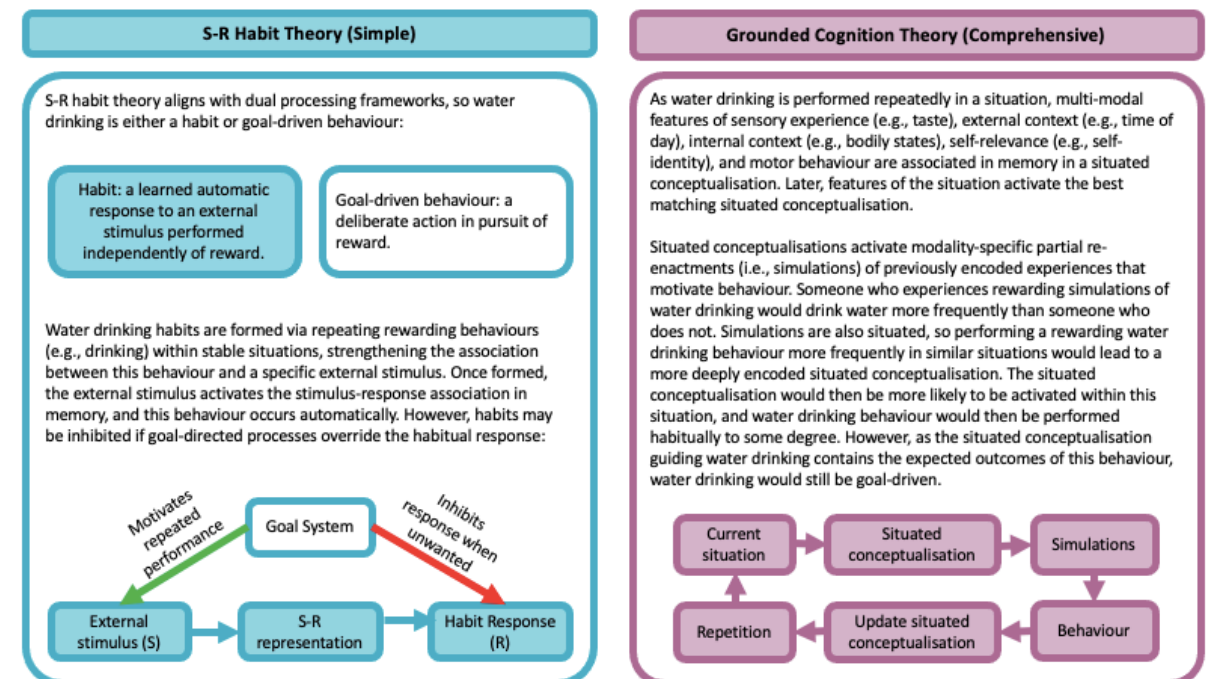 S-R Habit Theory (Simple)
S-R habit theory aligns with dual processing frameworks, so water
drinking is either a habit or goal-driven behaviour:
Habit: a learned automatic
response to an external
stimulus performed
independently of reward.
Goal-driven behaviour: a
deliberate action in pursuit of
reward.
Water drinking habits are formed via repeating rewarding behaviours
(e.g., drinking) within stable situations, strengthening the association
between this behaviour and a specific external stimulus. Once formed,
the external stimulus activates the stimulus-response association in
memory, and this behaviour occurs automatically. However, habits may
be inhibited if goal-directed processes override the habitual response:
Motivates
repeated
performance
Goal System
Inhibits
response when
unwanted
External
stimulus (S)
S-R
representation
Habit Response
(R)
Grounded Cognition Theory (Comprehensive)
As water drinking is performed repeatedly in a situation, multi-modal
features of sensory experience (e.g., taste), external context (e.g., time of
day), internal context (e.g., bodily states), self-relevance (e.g., self-
identity), and motor behaviour are associated in memory in a situated
conceptualisation. Later, features of the situation activate the best
matching situated conceptualisation.
Situated conceptualisations activate modality-specific partial re-
enactments (i.e., simulations) of previously encoded experiences that
motivate behaviour. Someone who experiences rewarding simulations of
water drinking would drink water more frequently than someone who
does not. Simulations are also situated, so performing a rewarding water
drinking behaviour more frequently in similar situations would lead to a
more deeply encoded situated conceptualisation. The situated
conceptualisation would then be more likely to be activated within this
situation, and water drinking behaviour would then be performed
habitually to some degree. However, as the situated conceptualisation
guiding water drinking contains the expected outcomes of this behaviour,
water drinking would still be goal-driven.
Current
situation
Situated
conceptualisation
Simulations
Repetition
Update situated
conceptualisation
Behaviour